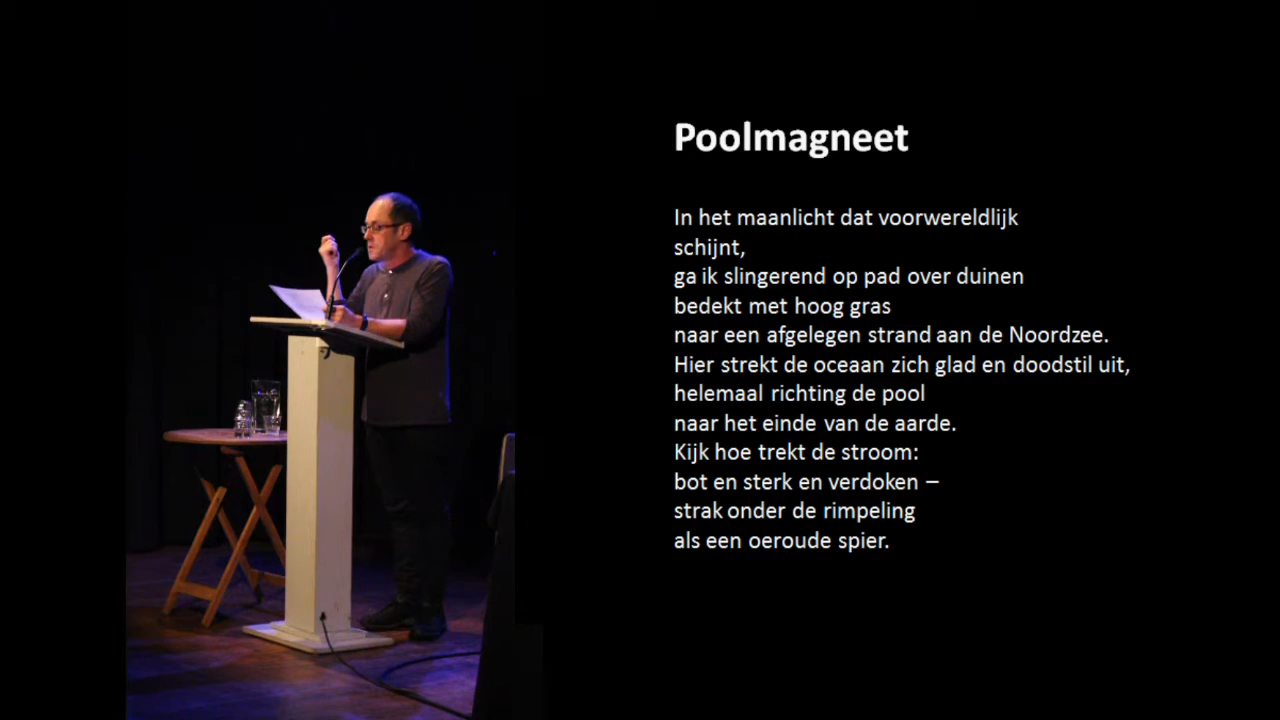 Poolmagneet
In het maanlicht dat voorwereldlijk
schijnt,
ga ik slingerend op pad over duinen
bedekt met hoog gras
naar een afgelegen strand aan de Noordzee.
Hier strekt de oceaan zich glad en doodstil uit,
helemaal richting de pool
naar het einde van de aarde.
Kijk hoe trekt de stroom:
bot en sterk en verdoken –
strak onder de rimpeling
als een oeroude spier.